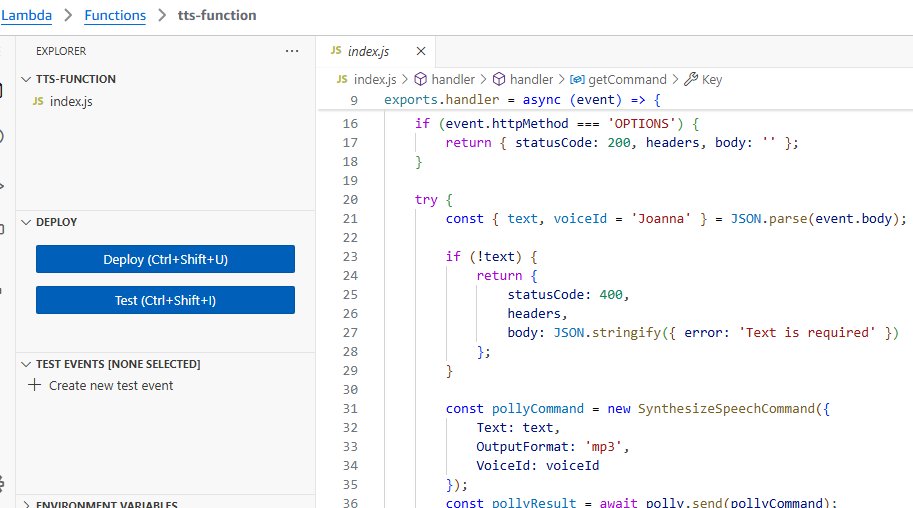 Lambda > Functions > tts-function
EXPLORER ...
TTS-FUNCTION
JS index.js
DEPLOY
Deploy (Ctrl+Shift+U)
Test (Ctrl+Shift+I)
TEST EVENTS [NONE SELECTED]
+ Create new test event
ENVIRONMENT VARIABLES
JS index.js ×
JS index.js > handler > handler > getCommand > Key
9 exports.handler = async (event) => {
16 if (event.httpMethod === 'OPTIONS') {
17 return { statusCode: 200, headers, body: '' };
18 }
19
20 try {
21 const { text, voiceId = 'Joanna' } = JSON.parse(event.body);
22
23 if (!text) {
24 return {
25 statusCode: 400,
26 headers,
27 body: JSON.stringify({ error: 'Text is required' })
28 };
29 }
30
31 const pollyCommand = new SynthesizeSpeechCommand({
32 Text: text,
33 OutputFormat: 'mp3',
34 VoiceId: voiceId
35 });
36 const pollyResult = await polly.send(pollyCommand);